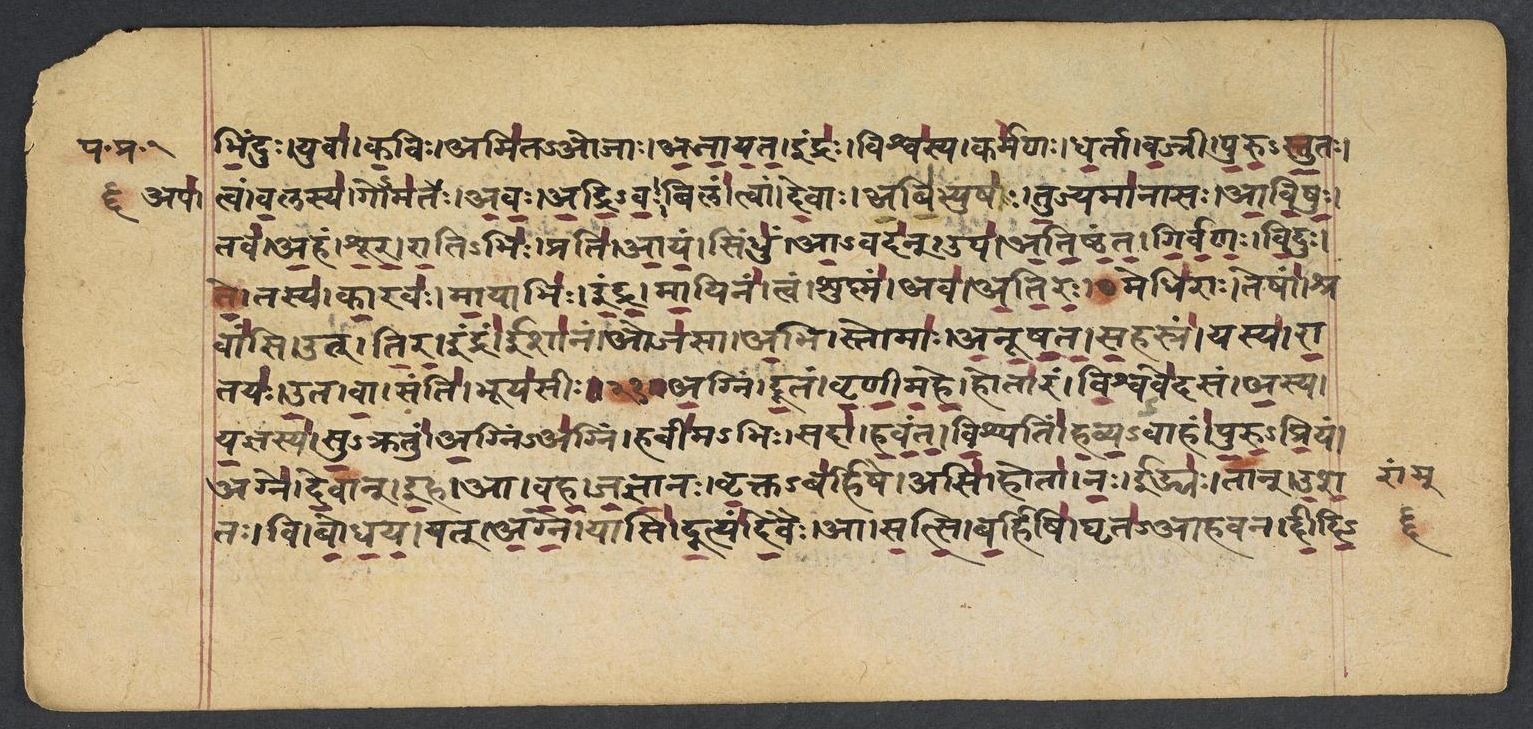 प॰प्र॰१
६
अप
भिंदुः।युवा।कविः।अमितऽओजाः।अजायत।इंद्रः।विश्वस्य।कर्मणः।धर्ता।वज्री।पुरुऽस्तुतः।
त्वं।वलस्य।गोमतः।अवः।अद्रिऽवः।बिलं।त्वां।देवाः।अबिभ्युषः।तुज्यमानासः।आविषुः।
तव।अहं।शूर।रातिऽभिः।प्रति।आयं।सिंधुं।आऽवदन्।उप।अतिष्ठंत।गिर्वणः।विदुः।
ते।तस्य।कारवः।मायाभिः।इंद्र।मायिनं।त्वं।शुष्णं।अव।अतिरः।मेधिराः।तेषां।श्र
वांसि।उत्।तिर।इंद्रं।ईशानं।ओजसा।अभि।स्तोमाः।अनूषत।सहस्रं।यस्य।रा
तयः।उत।वा।संति।भूयसीः॥२१॥अग्निं।दूतं।वृणीमहे।होतारं।विश्ववेदसं।अस्य।
यज्ञस्य।सुऽक्रतुं।अग्निंऽअग्निं।हवीमऽभिः।सदा।हवंत।विश्पतिं।हव्यऽवाहं।पुरुऽप्रियं।
अग्ने।देवान्।इह।आ।वह।जज्ञानः।वृक्तऽबर्हिषे।असि।होता।नः।ईड्यः।तान्।उश
तः।वि।बोधय।यत्।अग्ने।यासि।दूत्यं।देवैः।आ।सत्सि।बर्हिषि।घृतऽआहवन।दीदिऽ
६